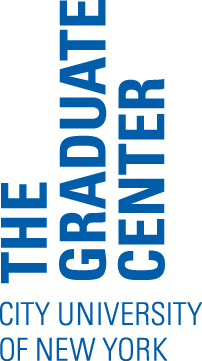 THE
GRADUATE
CENTER
CITY UNIVERSITY
OF NEW YORK